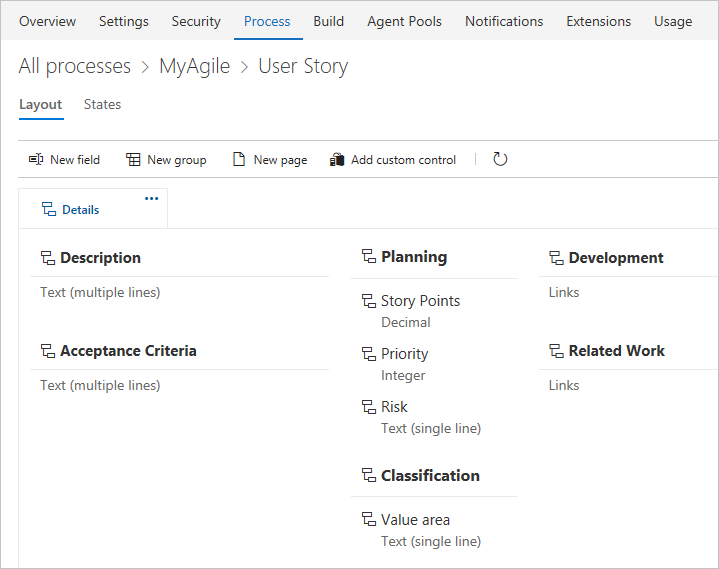 Overview Settings Security Process Build Agent Pools Notifications Extensions Usage
All processes > MyAgile > User Story
Layout States
New field New group New page Add custom control
Details ...
Description
Text (multiple lines)
Acceptance Criteria
Text (multiple lines)
Planning
Story Points
Decimal
Priority
Integer
Risk
Text (single line)
Classification
Value area
Text (single line)
Development
Links
Related Work
Links